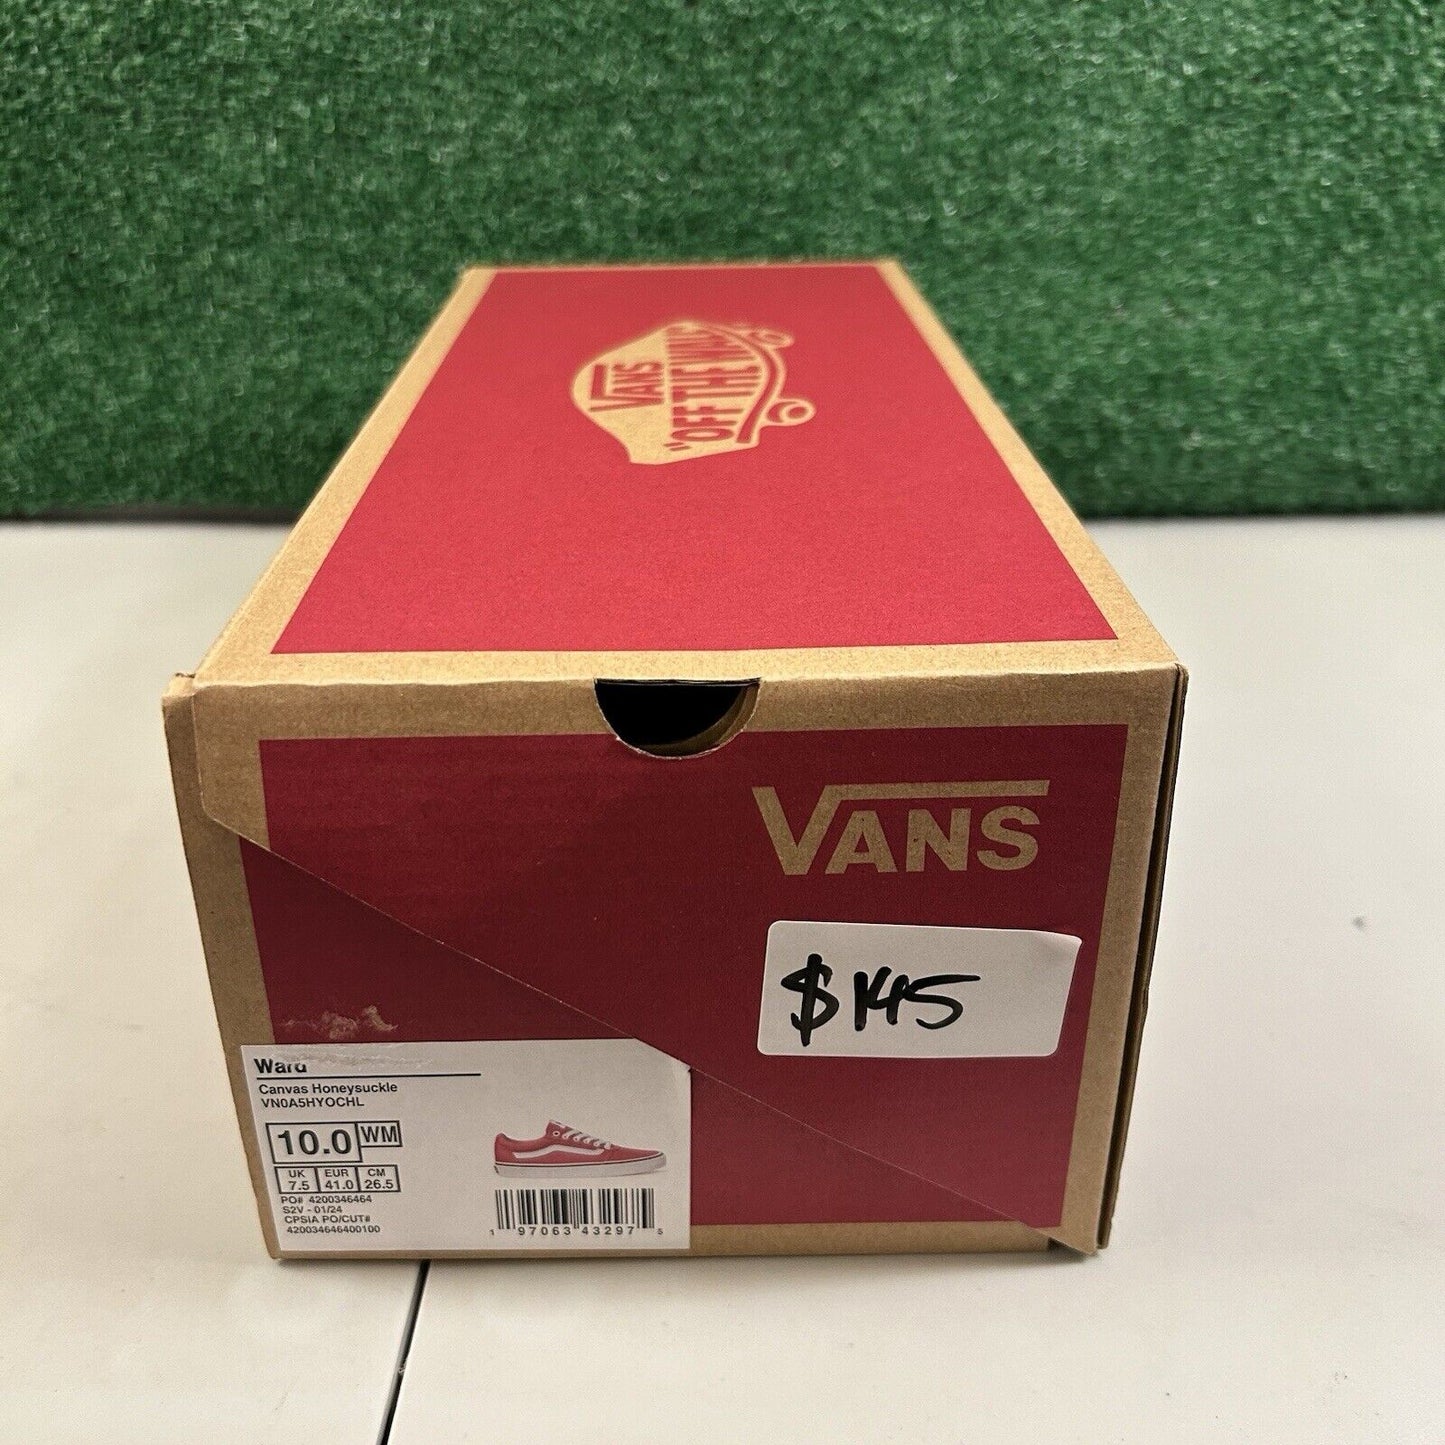 VANS
"OFF THE WALL"
VANS
$145
Ward
Canvas Honeysuckle
VN0A5HYOCHL
10.0 WM
UK EUR CM
7.5 41.0 26.5
PO# 4200346464
S2V - 01/24
CPSIA PO/CUT#
420034646400100
1 97063 43297 5